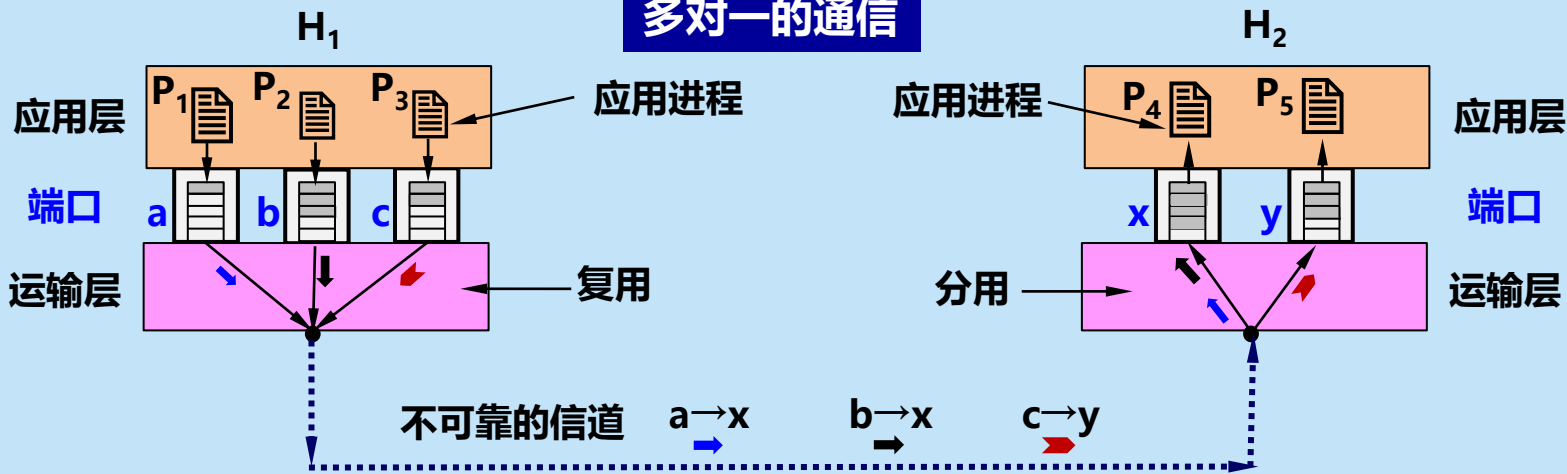 多对一的通信
H₁
H₂
P₁
P₂
P₃
应用进程
应用进程
P₄
P₅
应用层
应用层
端口
a
b
c
x
y
端口
运输层
复用
分用
运输层
不可靠的信道
a→x
b→x
c→y